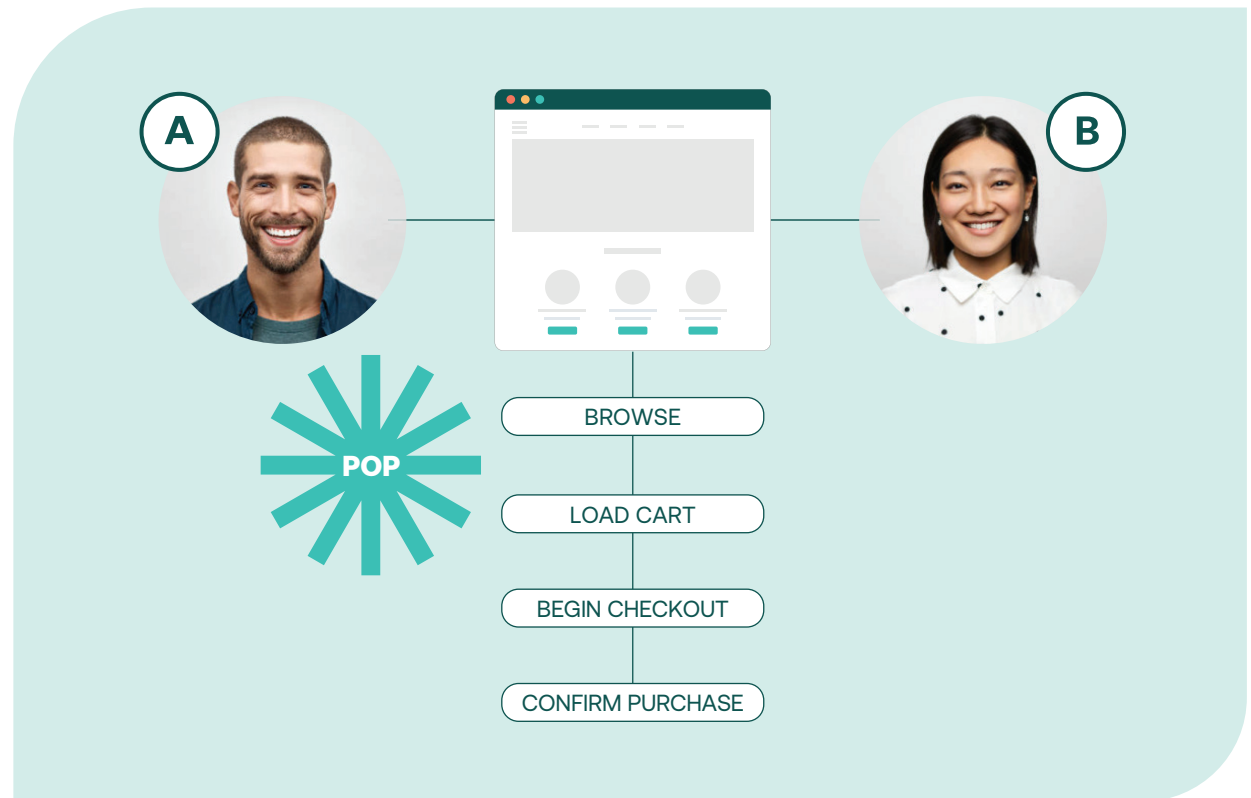 A
B
BROWSE
POP
LOAD CART
BEGIN CHECKOUT
CONFIRM PURCHASE